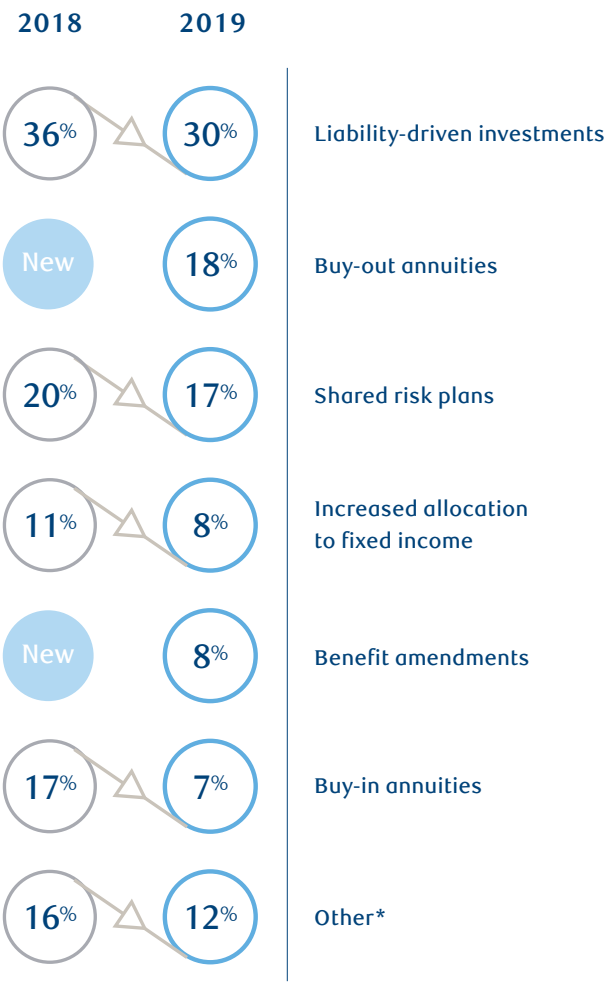 2018 2019
36% 30% Liability-driven investments
New 18% Buy-out annuities
20% 17% Shared risk plans
11% 8% Increased allocation
to fixed income
New 8% Benefit amendments
17% 7% Buy-in annuities
16% 12% Other*